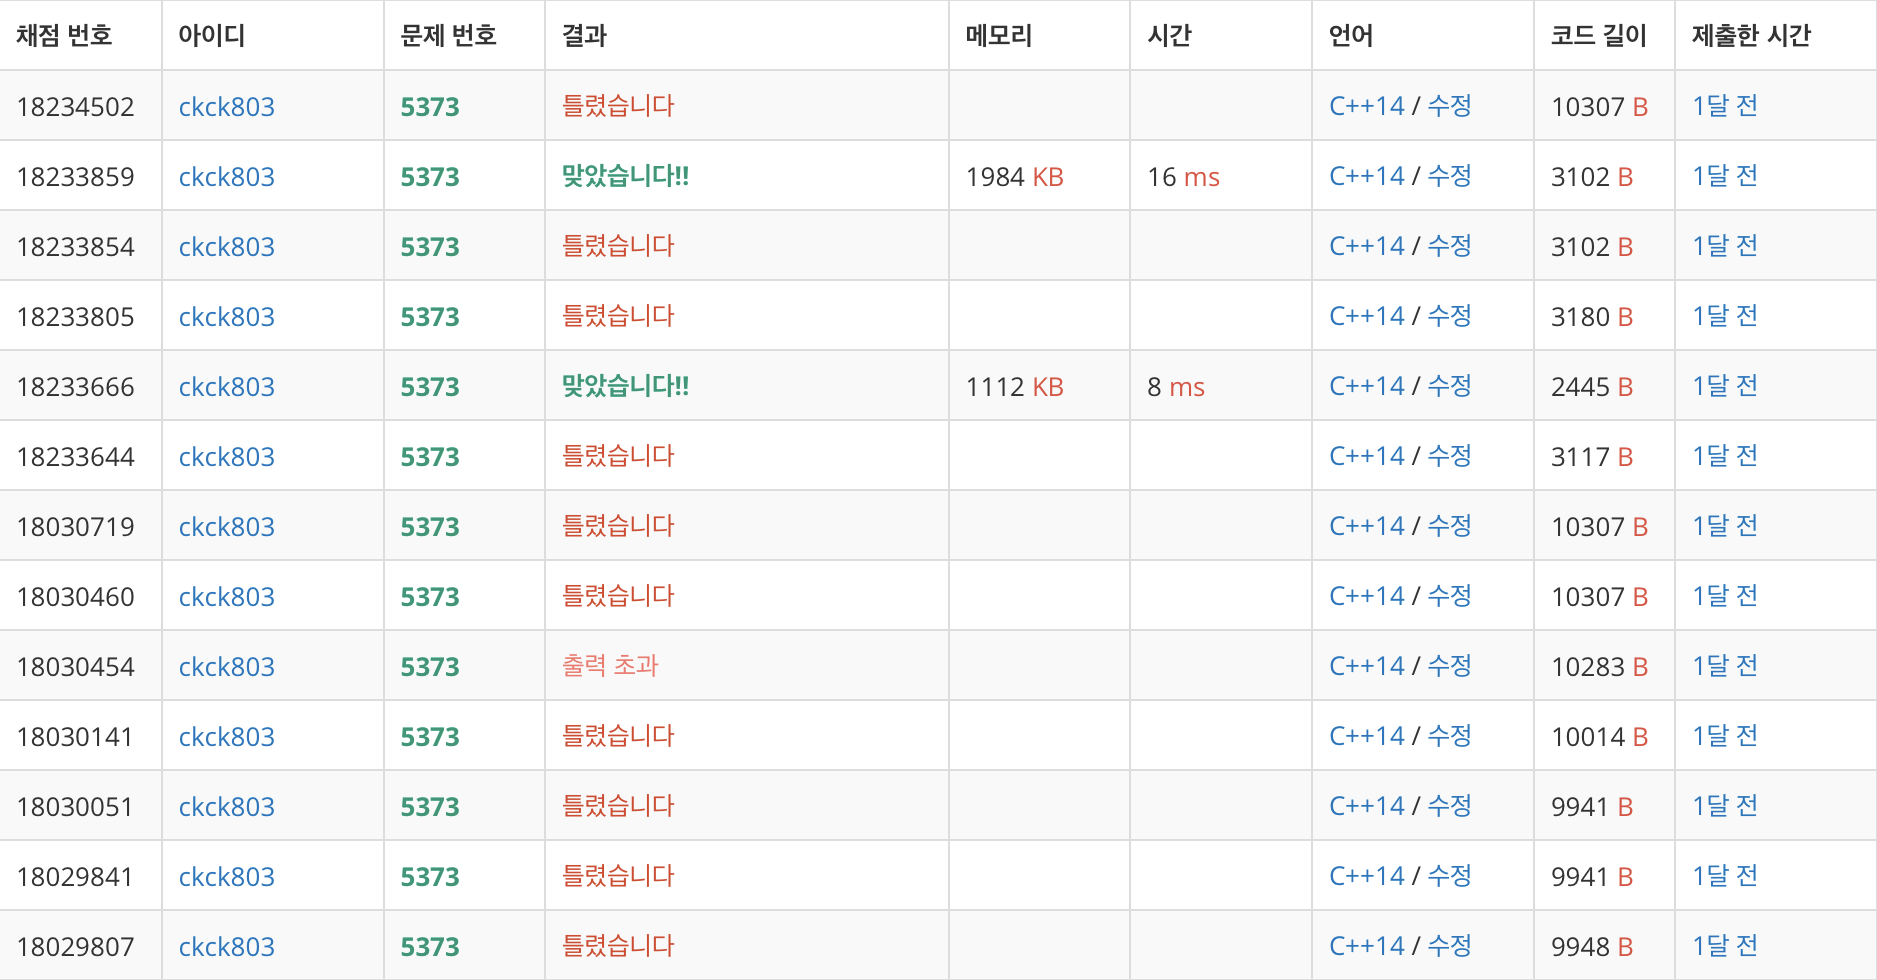 채점 번호 아이디 문제 번호 결과 메모리 시간 언어 코드 길이 제출한 시간
18234502 ckck803 5373 틀렸습니다 C++14 / 수정 10307 B 1달 전
18233859 ckck803 5373 맞았습니다!! 1984 KB 16 ms C++14 / 수정 3102 B 1달 전
18233854 ckck803 5373 틀렸습니다 C++14 / 수정 3102 B 1달 전
18233805 ckck803 5373 틀렸습니다 C++14 / 수정 3180 B 1달 전
18233666 ckck803 5373 맞았습니다!! 1112 KB 8 ms C++14 / 수정 2445 B 1달 전
18233644 ckck803 5373 틀렸습니다 C++14 / 수정 3117 B 1달 전
18030719 ckck803 5373 틀렸습니다 C++14 / 수정 10307 B 1달 전
18030460 ckck803 5373 틀렸습니다 C++14 / 수정 10307 B 1달 전
18030454 ckck803 5373 출력 초과 C++14 / 수정 10283 B 1달 전
18030141 ckck803 5373 틀렸습니다 C++14 / 수정 10014 B 1달 전
18030051 ckck803 5373 틀렸습니다 C++14 / 수정 9941 B 1달 전
18029841 ckck803 5373 틀렸습니다 C++14 / 수정 9941 B 1달 전
18029807 ckck803 5373 틀렸습니다 C++14 / 수정 9948 B 1달 전